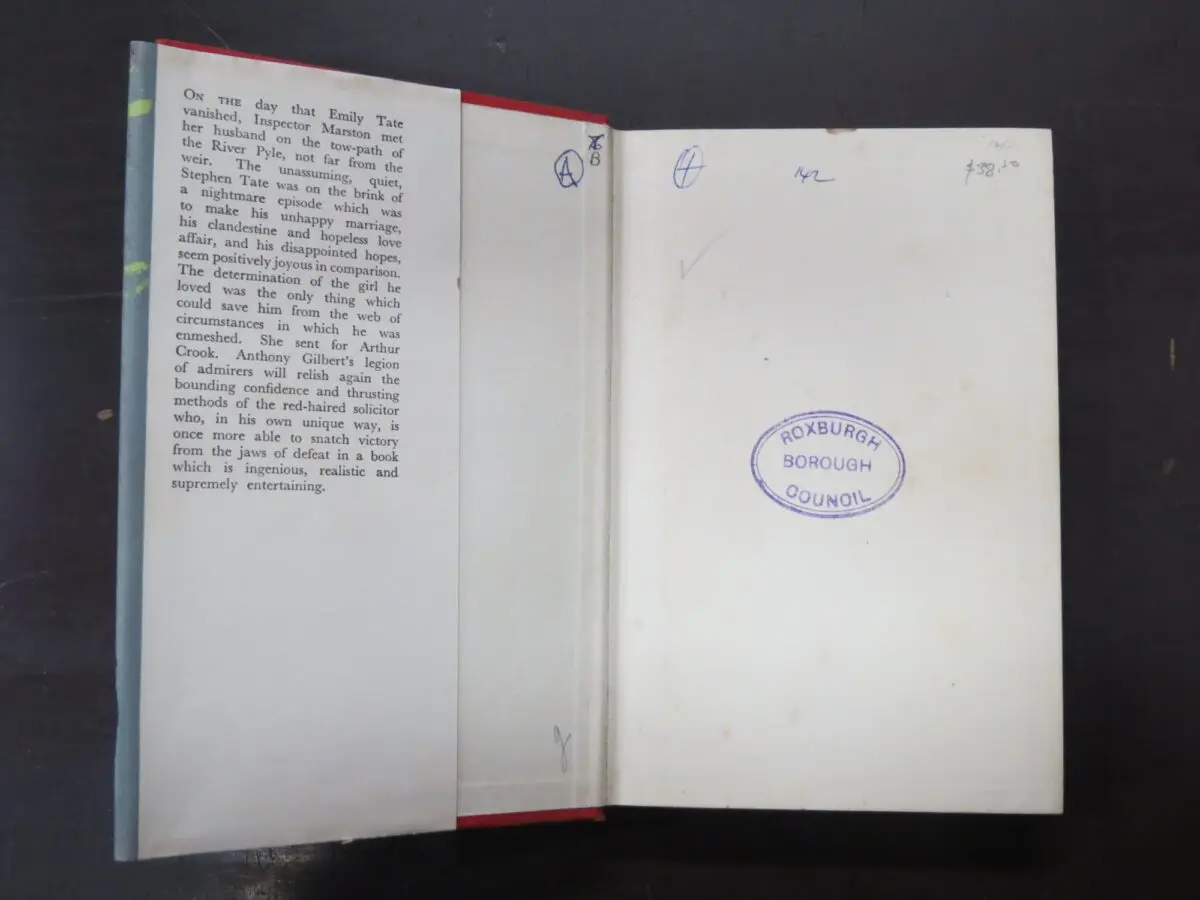 ON THE day that Emily Tate
vanished, Inspector Marston met
her husband on the tow-path of
the River Pyle, not far from the
weir. The unassuming, quiet,
Stephen Tate was on the brink of
a nightmare episode which was
to make his unhappy marriage,
his clandestine and hopeless love
affair, and his disappointed hopes,
seem positively joyous in comparison.
The determination of the girl he
loved was the only thing which
could save him from the web of
circumstances in which he was
enmeshed. She sent for Arthur
Crook. Anthony Gilbert's legion
of admirers will relish again the
bounding confidence and thrusting
methods of the red-haired solicitor
who, in his own unique way, is
once more able to snatch victory
from the jaws of defeat in a book
which is ingenious, realistic and
supremely entertaining.
A
B
142
$38.50
ROXBURGH
BOROUGH
COUNCIL